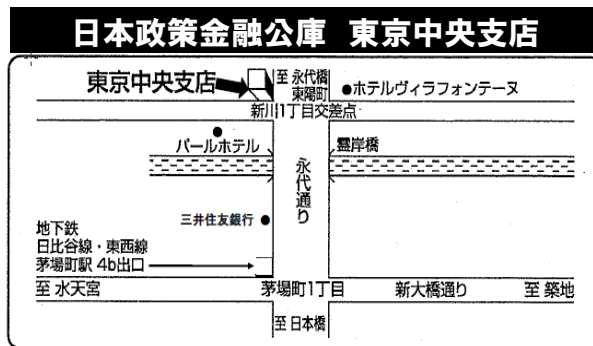 日本政策金融公庫 東京中央支店
東京中央支店
至 永代橋
東陽町
●ホテルヴィラフォンテーヌ
新川1丁目交差点
パールホテル
霊岸橋
永代通り
三井住友銀行 ●
地下鉄
日比谷線・東西線
茅場町駅 4b出口
至 水天宮
茅場町1丁目
新大橋通り
至 築地
至 日本橋